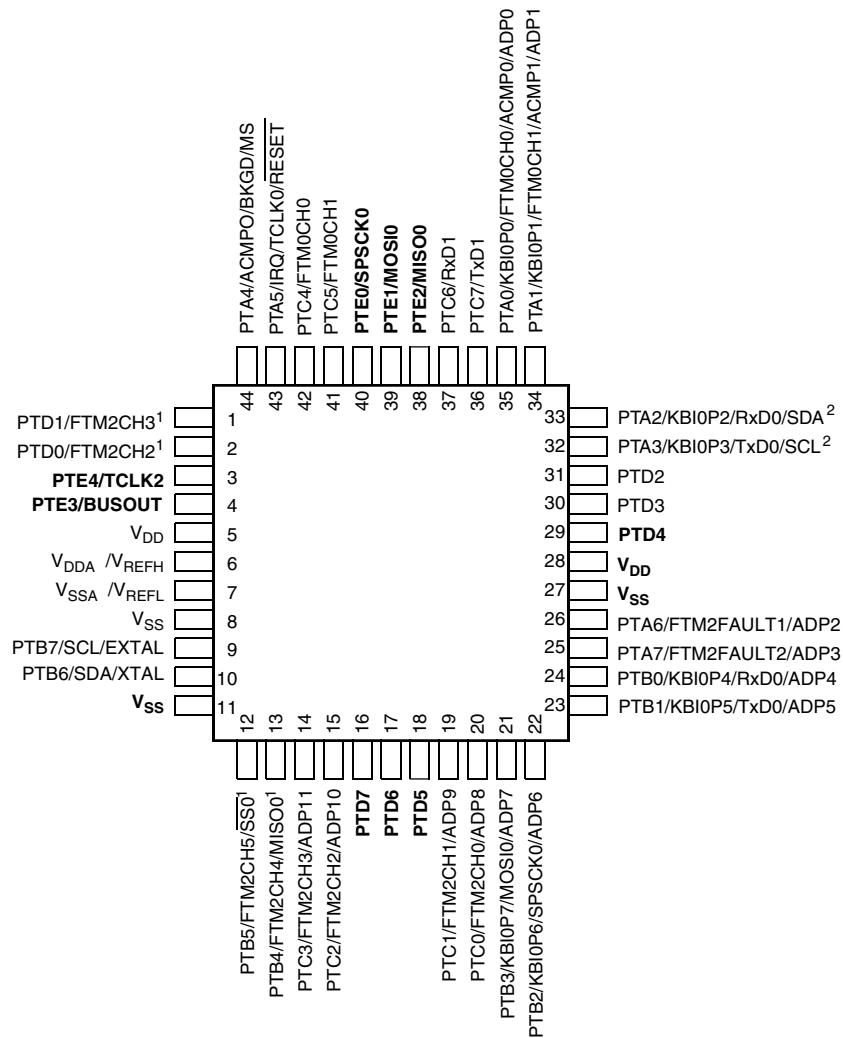 PTA4/ACMPO/BKGD/MS
PTA5/IRQ/TCLK0/RESET
PTC4/FTM0CH0
PTC5/FTM0CH1
PTE0/SPSCK0
PTE1/MOSI0
PTE2/MISO0
PTC6/RxD1
PTC7/TxD1
PTA0/KBI0P0/FTM0CH0/ACMP0/ADP0
PTA1/KBI0P1/FTM0CH1/ACMP1/ADP1
44
43
42
41
40
39
38
37
36
35
34
PTD1/FTM2CH3¹ 1
PTD0/FTM2CH2¹ 2
PTE4/TCLK2 3
PTE3/BUSOUT 4
VDD 5
VDDA /VREFH 6
VSSA /VREFL 7
VSS 8
PTB7/SCL/EXTAL 9
PTB6/SDA/XTAL 10
VSS 11
33 PTA2/KBI0P2/RxD0/SDA²
32 PTA3/KBI0P3/TxD0/SCL²
31 PTD2
30 PTD3
29 PTD4
28 VDD
27 VSS
26 PTA6/FTM2FAULT1/ADP2
25 PTA7/FTM2FAULT2/ADP3
24 PTB0/KBI0P4/RxD0/ADP4
23 PTB1/KBI0P5/TxD0/ADP5
12
13
14
15
16
17
18
19
20
21
22
PTB5/FTM2CH5/SS0¹
PTB4/FTM2CH4/MISO0¹
PTC3/FTM2CH3/ADP11
PTC2/FTM2CH2/ADP10
PTD7
PTD6
PTD5
PTC1/FTM2CH1/ADP9
PTC0/FTM2CH0/ADP8
PTB3/KBI0P7/MOSI0/ADP7
PTB2/KBI0P6/SPSCK0/ADP6